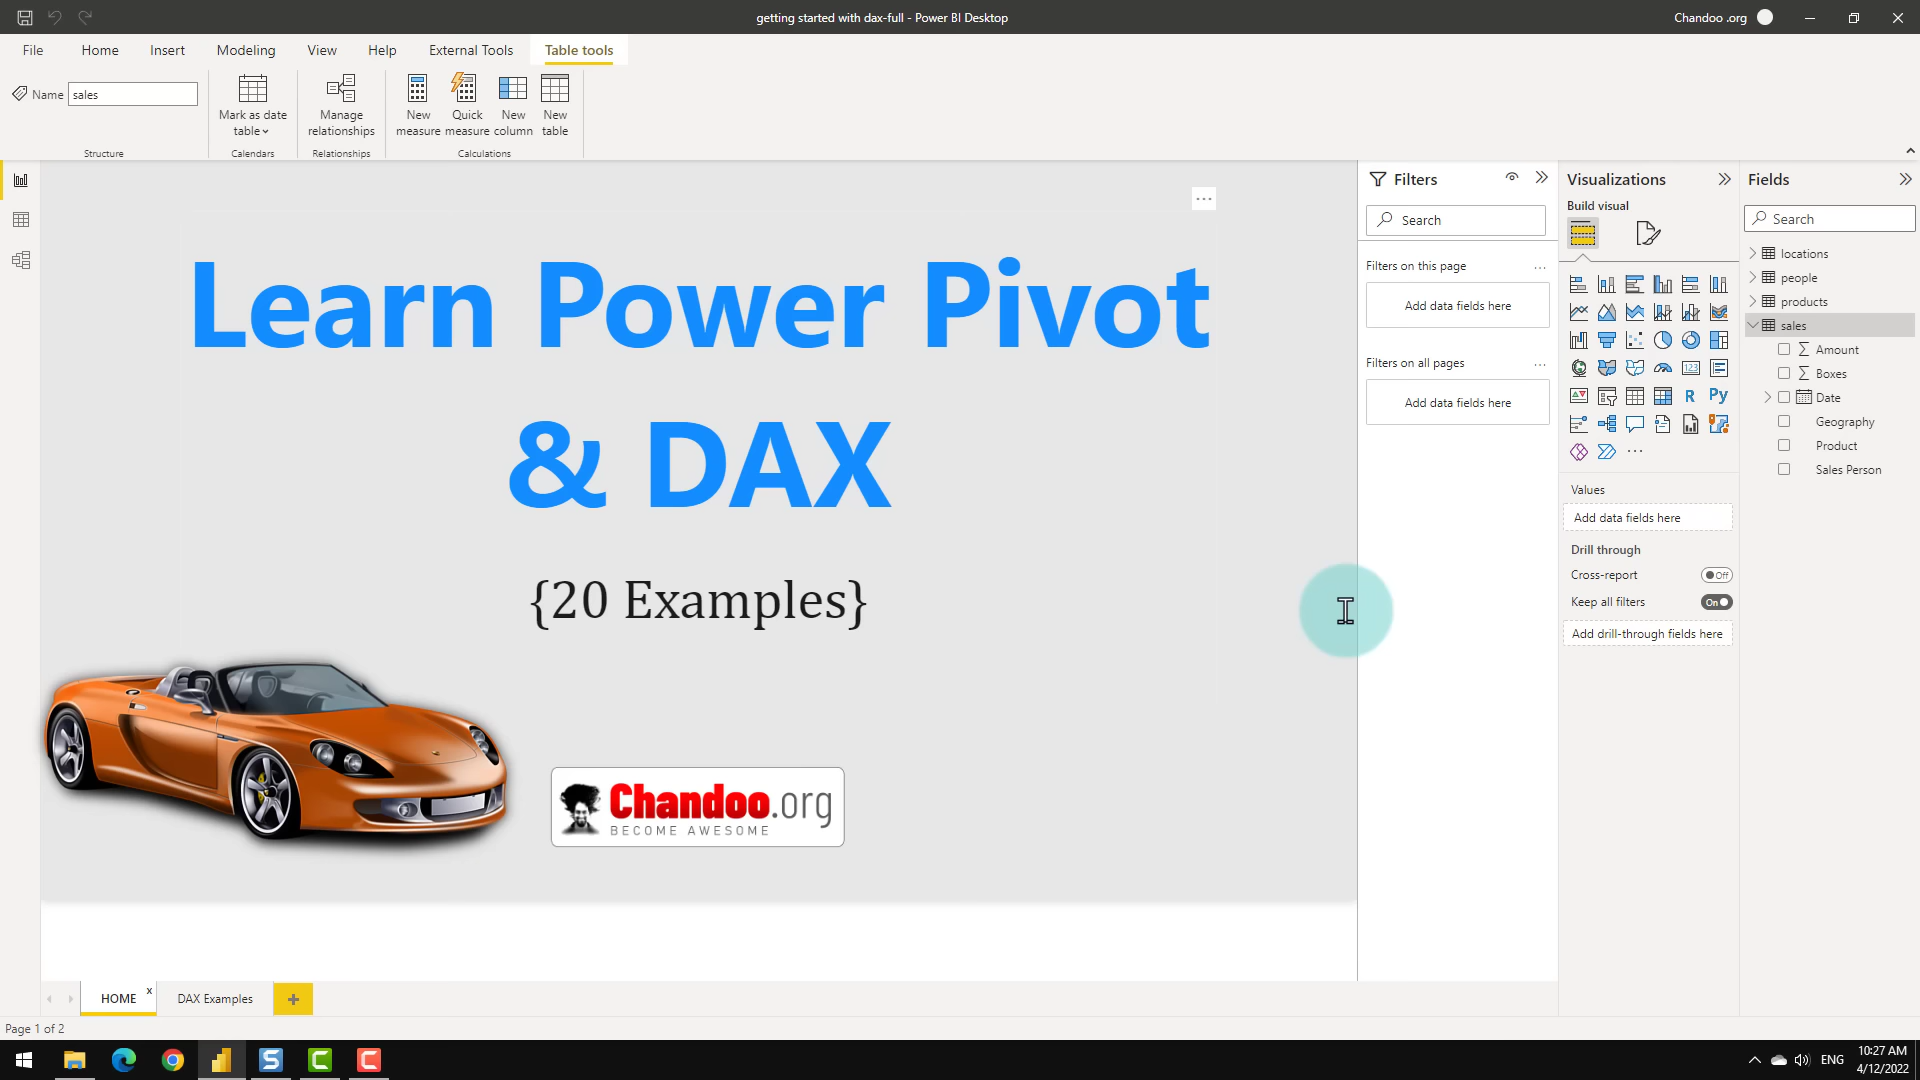 getting started with dax-full - Power BI Desktop
Chandoo .org
File
Home
Insert
Modeling
View
Help
External Tools
Table tools
Name
sales
Mark as date
table
Manage
relationships
New
measure
Quick
measure
New
column
New
table
Structure
Calendars
Relationships
Calculations
Learn Power Pivot
& DAX
{20 Examples}
Chandoo.org
BECOME AWESOME
Filters
Search
Filters on this page
...
Add data fields here
Filters on all pages
...
Add data fields here
Visualizations
Build visual
123
R
Py
...
Values
Add data fields here
Drill through
Cross-report
Off
Keep all filters
On
Add drill-through fields here
Fields
Search
locations
people
products
sales
Σ Amount
Σ Boxes
Date
Geography
Product
Sales Person
HOME
x
DAX Examples
+
Page 1 of 2
S
C
C
ENG
10:27 AM
4/12/2022